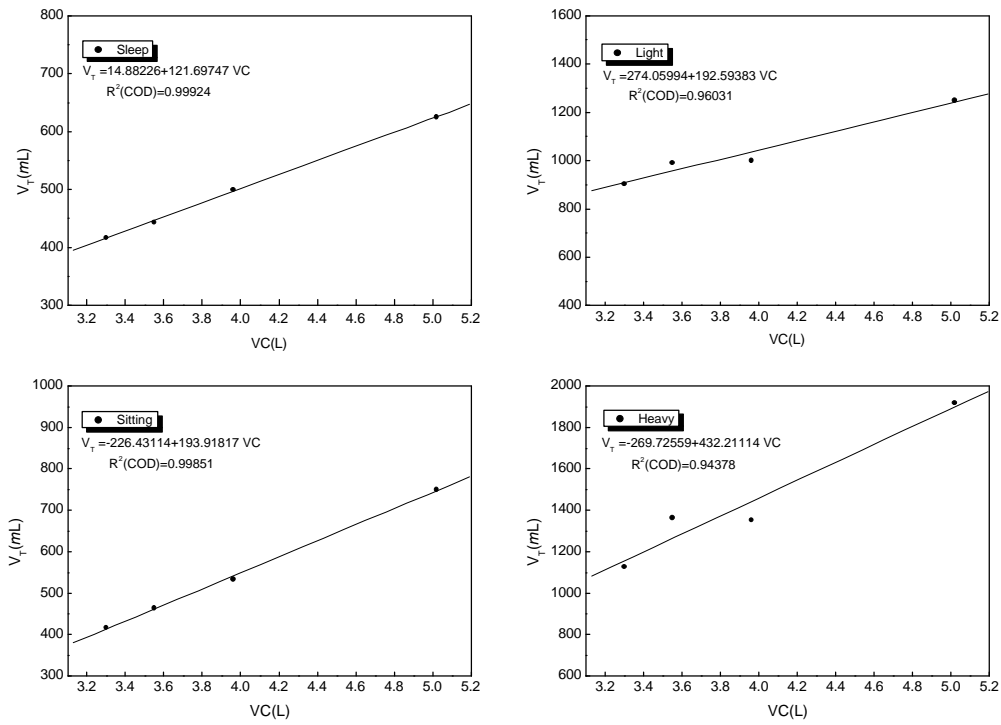 800
700
600
500
400
300
V_T(mL)
Sleep
V_T =14.88226+121.69747 VC
R²(COD)=0.99924
3.2 3.4 3.6 3.8 4.0 4.2 4.4 4.6 4.8 5.0 5.2
VC(L)
1600
1400
1200
1000
800
600
400
V_T(mL)
Light
V_T =274.05994+192.59383 VC
R²(COD)=0.96031
3.2 3.4 3.6 3.8 4.0 4.2 4.4 4.6 4.8 5.0 5.2
VC(L)
1000
900
800
700
600
500
400
300
V_T(mL)
Sitting
V_T =-226.43114+193.91817 VC
R²(COD)=0.99851
3.2 3.4 3.6 3.8 4.0 4.2 4.4 4.6 4.8 5.0 5.2
VC(L)
2000
1800
1600
1400
1200
1000
800
600
V_T(mL)
Heavy
V_T =-269.72559+432.21114 VC
R²(COD)=0.94378
3.2 3.4 3.6 3.8 4.0 4.2 4.4 4.6 4.8 5.0 5.2
VC(L)